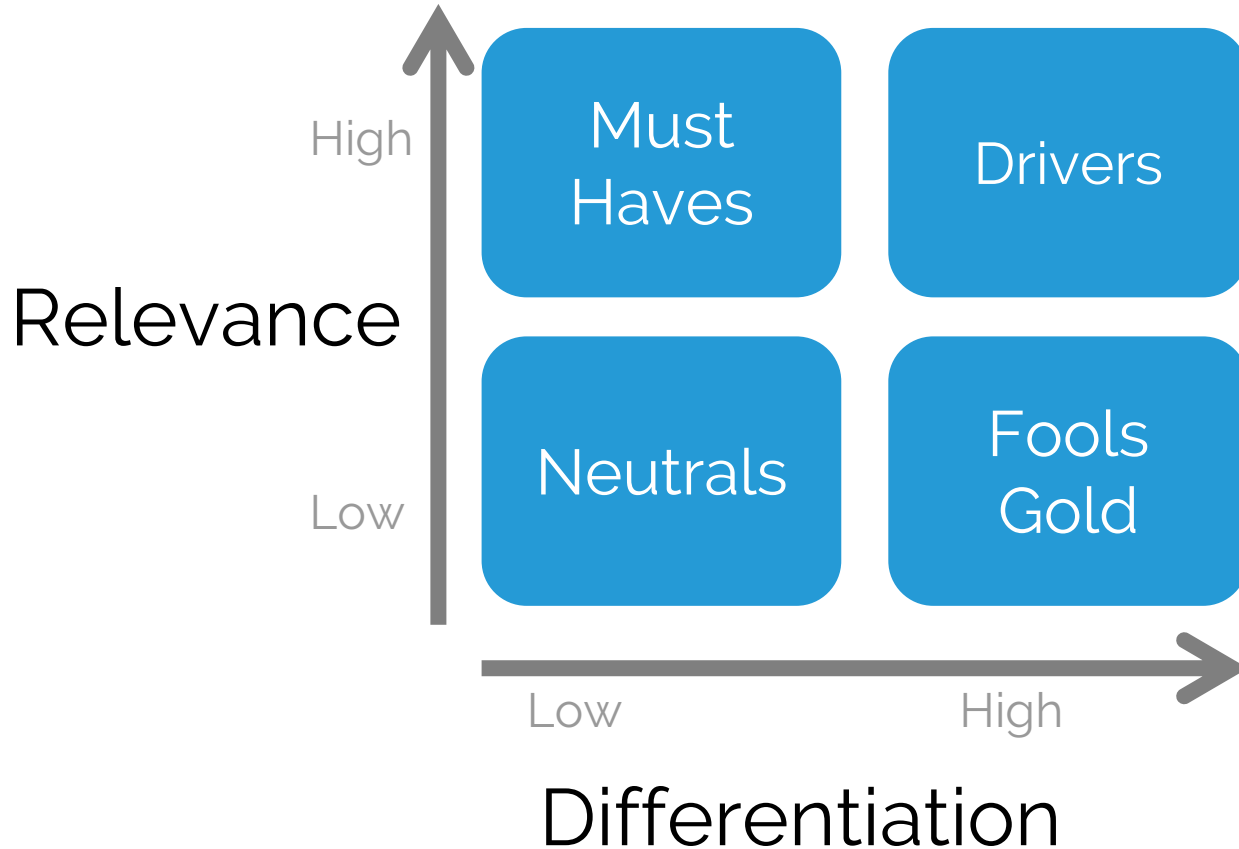 Must
Haves
Drivers
High
Relevance
Neutrals
Fools
Gold
Low
Low
High
Differentiation